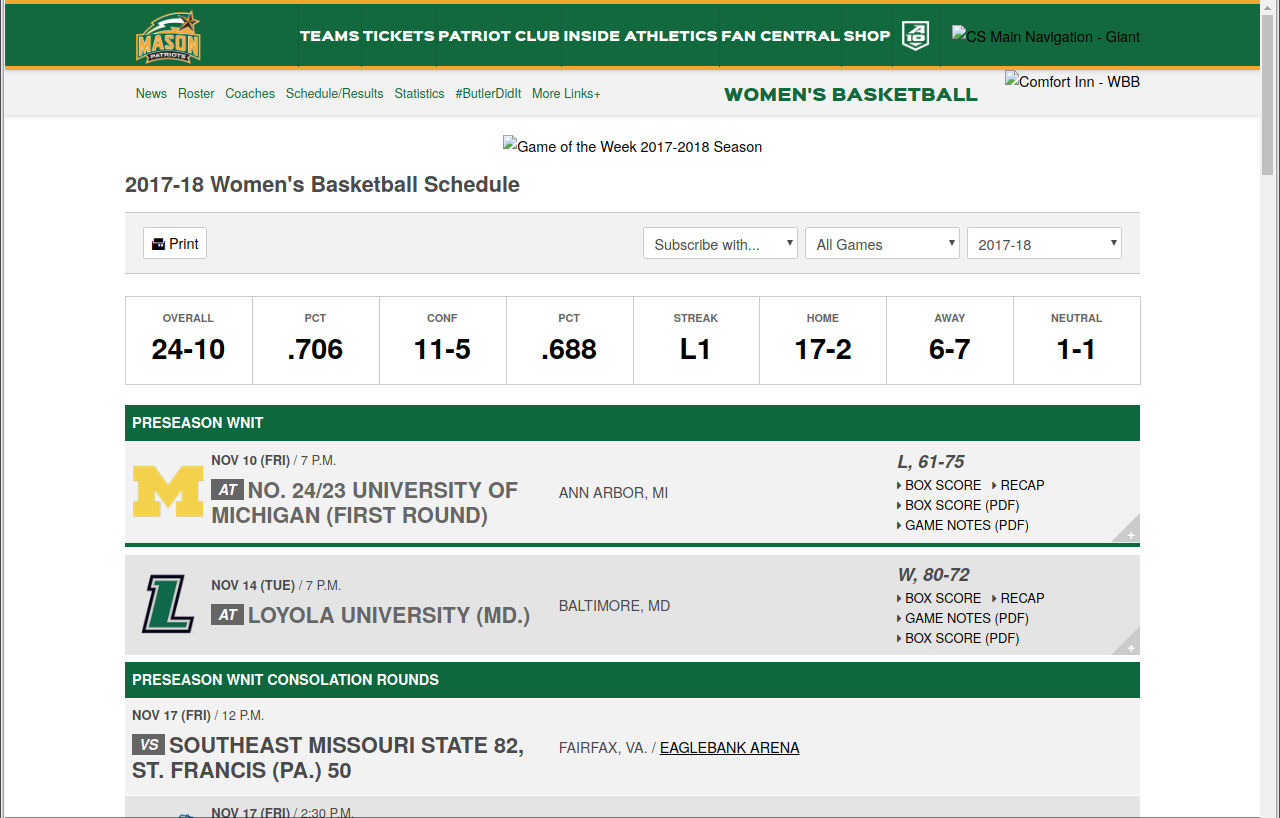 MASON
PATRIOTS
TEAMS TICKETS PATRIOT CLUB INSIDE ATHLETICS FAN CENTRAL SHOP
A
10
CS Main Navigation - Giant
News Roster Coaches Schedule/Results Statistics #ButlerDidIt More Links+
WOMEN'S BASKETBALL
Comfort Inn - WBB
Game of the Week 2017-2018 Season
2017-18 Women's Basketball Schedule
Print
Subscribe with...
All Games
2017-18
OVERALL PCT CONF PCT STREAK HOME AWAY NEUTRAL
24-10 .706 11-5 .688 L1 17-2 6-7 1-1
PRESEASON WNIT
NOV 10 (FRI) / 7 P.M.
M
AT NO. 24/23 UNIVERSITY OF
MICHIGAN (FIRST ROUND)
ANN ARBOR, MI
L, 61-75
BOX SCORE RECAP
BOX SCORE (PDF)
GAME NOTES (PDF)
+
NOV 14 (TUE) / 7 P.M.
L
AT LOYOLA UNIVERSITY (MD.)
BALTIMORE, MD
W, 80-72
BOX SCORE RECAP
GAME NOTES (PDF)
BOX SCORE (PDF)
+
PRESEASON WNIT CONSOLATION ROUNDS
NOV 17 (FRI) / 12 P.M.
VS SOUTHEAST MISSOURI STATE 82,
ST. FRANCIS (PA.) 50
FAIRFAX, VA. / EAGLEBANK ARENA
NOV 17 (FRI) / 2:30 P.M.